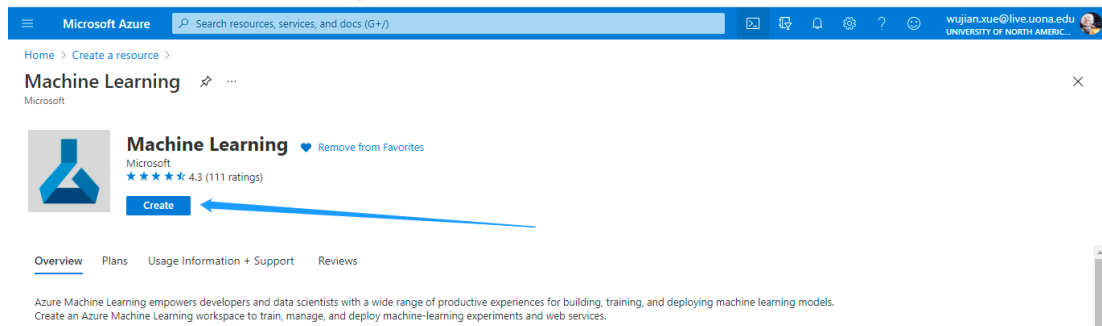 Microsoft Azure
Search resources, services, and docs (G+/)
wujian.xue@live.uona.edu
UNIVERSITY OF NORTH AMERIC...
Home > Create a resource >
Machine Learning ...
Microsoft
Machine Learning
Remove from Favorites
Microsoft
4.3 (111 ratings)
Create
Overview Plans Usage Information + Support Reviews
Azure Machine Learning empowers developers and data scientists with a wide range of productive experiences for building, training, and deploying machine learning models.
Create an Azure Machine Learning workspace to train, manage, and deploy machine-learning experiments and web services.